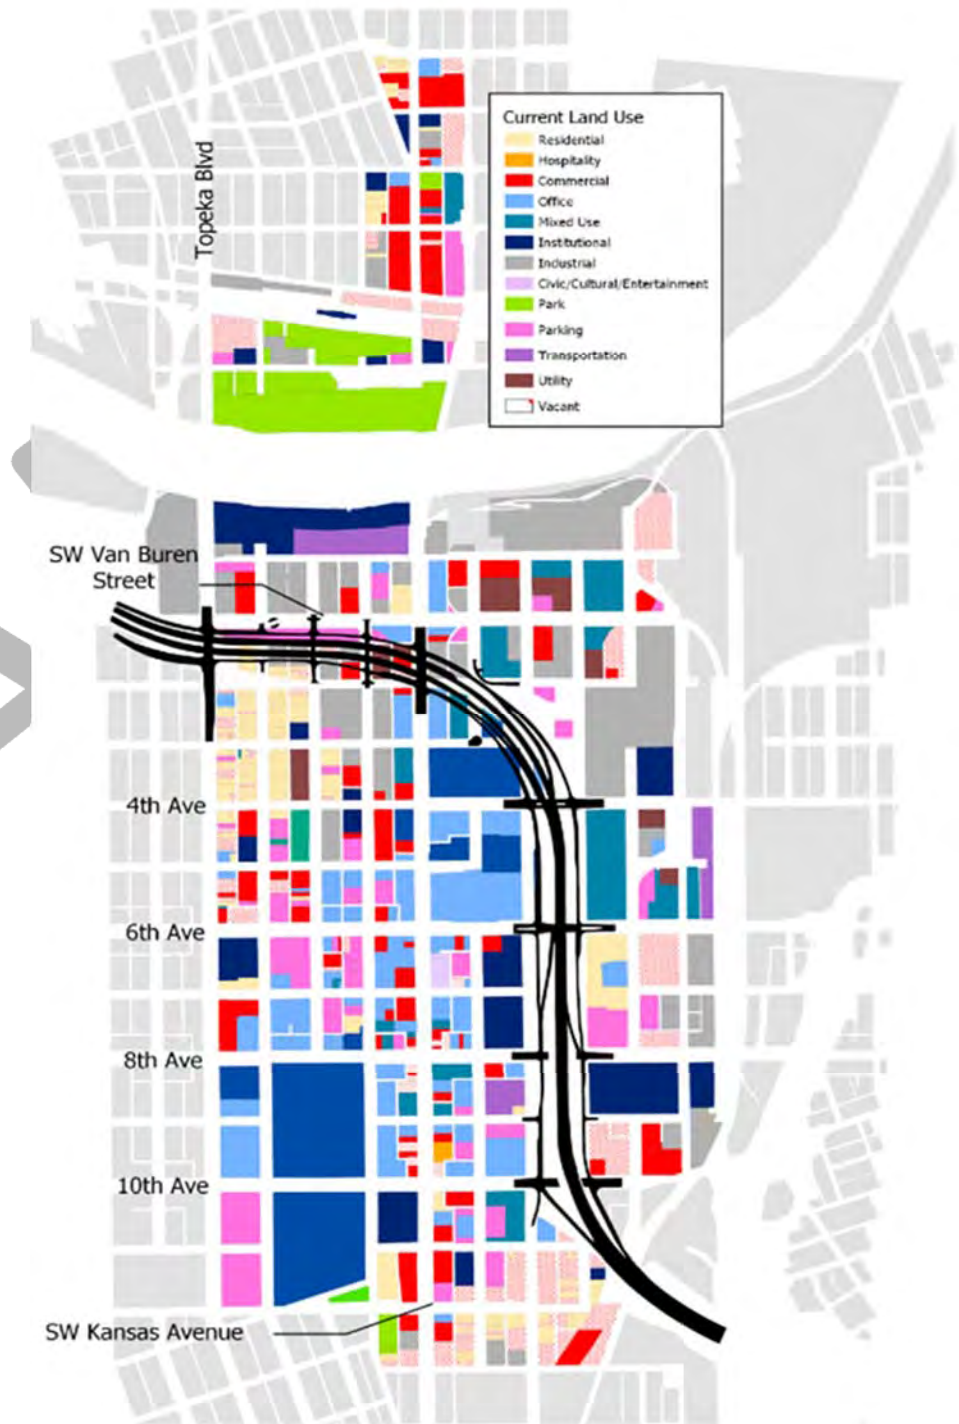 Topeka Blvd
Current Land Use
Residential
Hospitality
Commercial
Office
Mixed Use
Institutional
Industrial
Civic/Cultural/Entertainment
Park
Parking
Transportation
Utility
Vacant
SW Van Buren
Street
4th Ave
6th Ave
8th Ave
10th Ave
SW Kansas Avenue